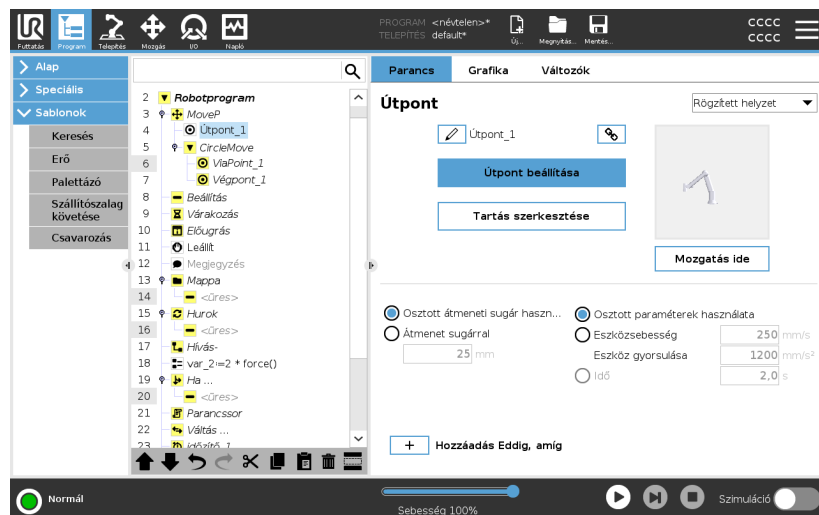 PROGRAM <névtelen>*
TELEPÍTÉS default*
CCCC
CCCC
Futtatás
Program
Telepítés
Mozgás
I/O
Napló
Új...
Megnyitás...
Mentés...
Alap
Speciális
Sablonok
Keresés
Erő
Palettázó
Szállítószalag
követése
Csavarozás
2 Robotprogram
3 MoveP
4 Útpont_1
5 CircleMove
6 ViaPoint_1
7 Végpont_1
8 Beállítás
9 Várakozás
10 Előugrás
11 Leállít
12 Megjegyzés
13 Mappa
14 <üres>
15 Hurok
16 <üres>
17 Hívás-
18 var_2≔2 * force()
19 Ha ...
20 <üres>
21 Parancssor
22 Váltás ...
23 Időzítő_1
Parancs
Grafika
Változók
Útpont
Rögzített helyzet
Útpont_1
Útpont beállítása
Tartás szerkesztése
Mozgatás ide
Osztott átmeneti sugár haszn...
Átmenet sugárral
25 mm
Osztott paraméterek használata
Eszközsebesség 250 mm/s
Eszköz gyorsulása 1200 mm/s²
Idő 2,0 s
+ Hozzáadás Eddig, amíg
Normál
Sebesség 100%
Szimuláció